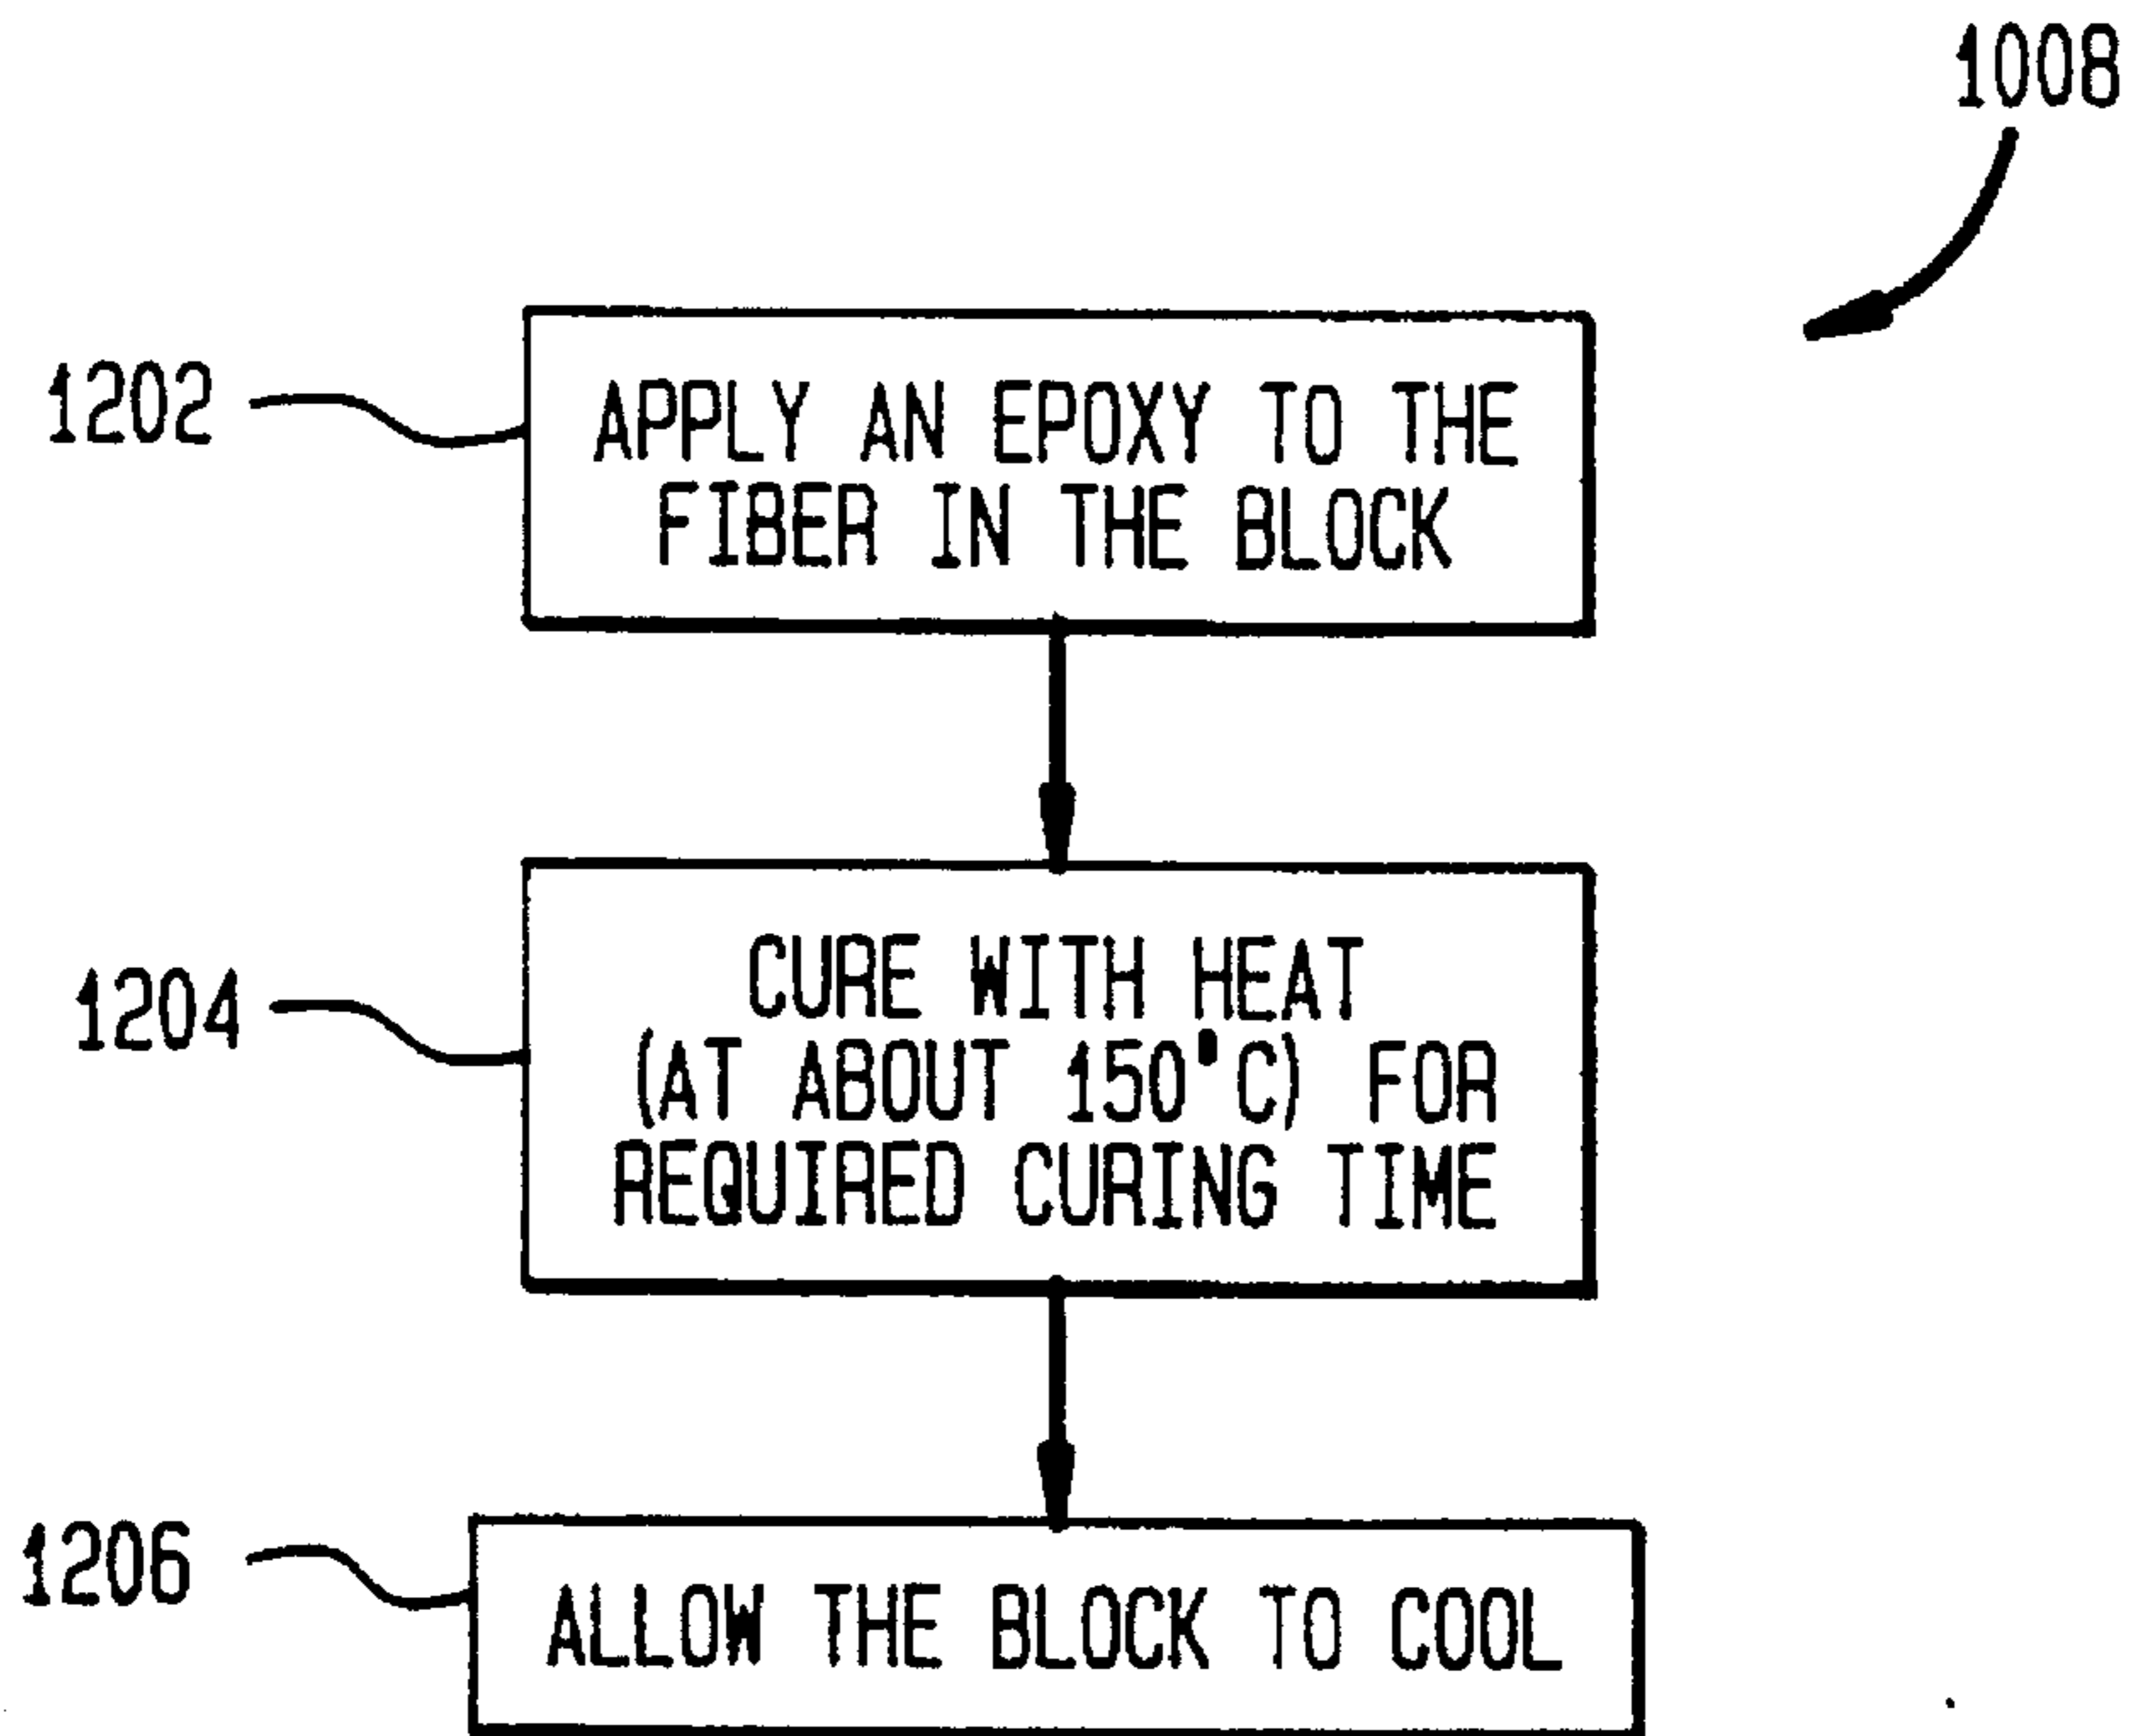 1008
1202
APPLY AN EPOXY TO THE
FIBER IN THE BLOCK
1204
CURE WITH HEAT
(AT ABOUT 150°C) FOR
REQUIRED CURING TIME
1206
ALLOW THE BLOCK TO COOL